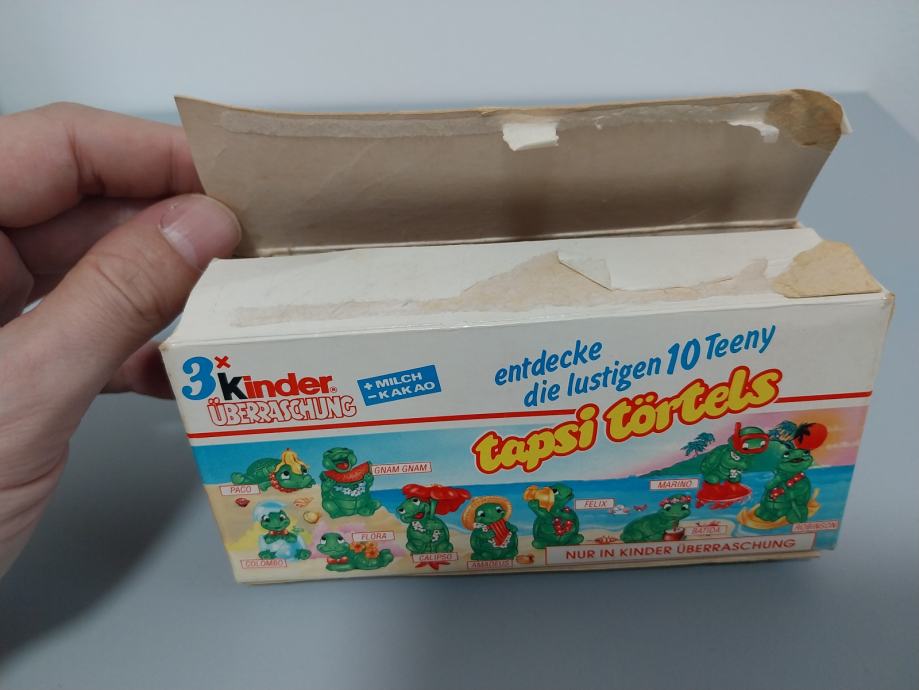 3x Kinder®
ÜBERRASCHUNG
+ MILCH
- KAKAO
entdecke
die lustigen 10 Teeny
tapsi törtels
PACO
GNAM GNAM
COLOMBO
FLORA
CALIPSO
AMADEUS
FELIX
MARINO
BATIDA
ROBINSON
NUR IN KINDER ÜBERRASCHUNG